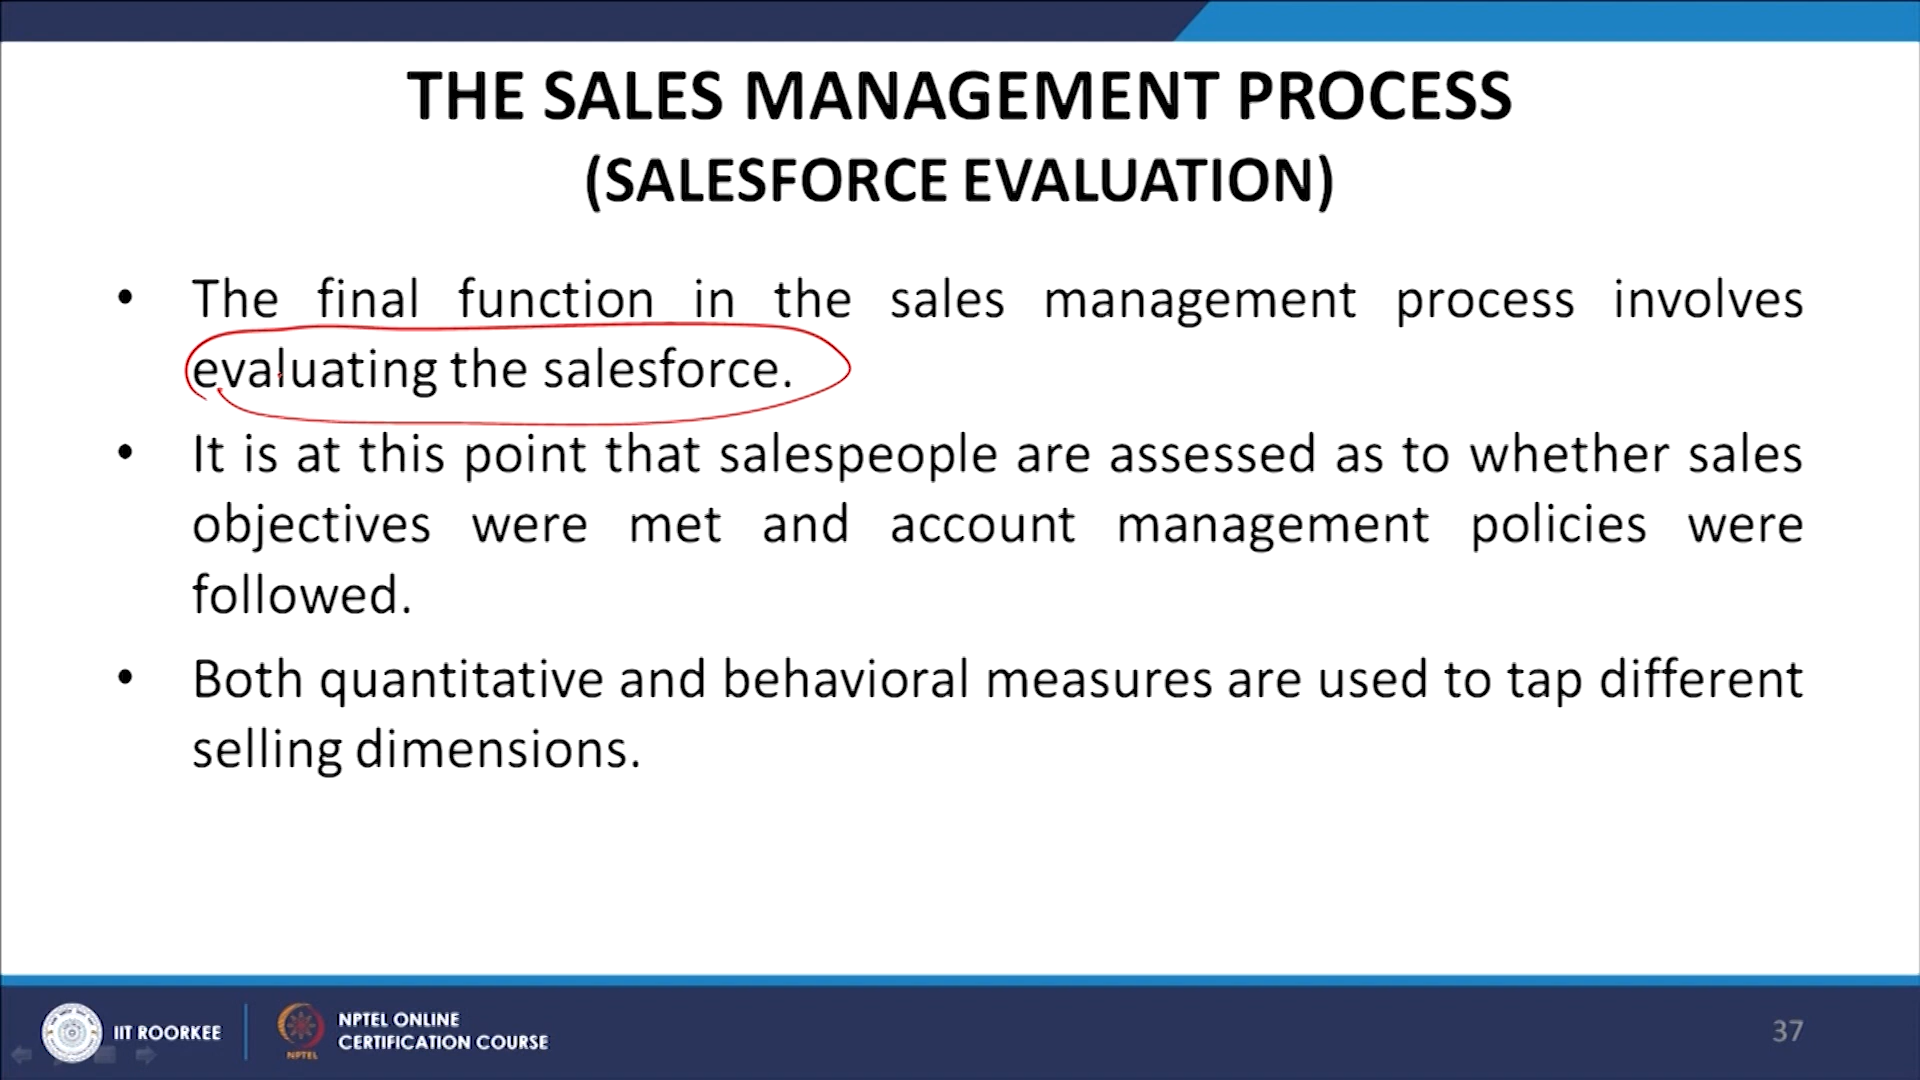 THE SALES MANAGEMENT PROCESS
(SALESFORCE EVALUATION)
• The final function in the sales management process involves
evaluating the salesforce.
• It is at this point that salespeople are assessed as to whether sales
objectives were met and account management policies were
followed.
• Both quantitative and behavioral measures are used to tap different
selling dimensions.
IIT ROORKEE
NPTEL
NPTEL ONLINE
CERTIFICATION COURSE
37